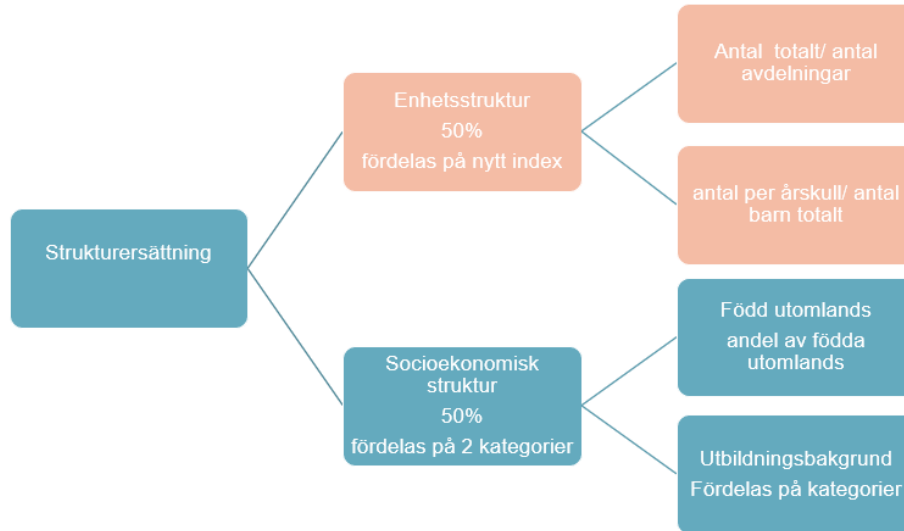 Strukturersättning
Enhetsstruktur
50%
fördelas på nytt index
Antal  totalt/ antal
avdelningar
antal per årskull/ antal
barn totalt
Socioekonomisk
struktur
50%
fördelas på 2 kategorier
Född utomlands
andel av födda
utomlands
Utbildningsbakgrund
Fördelas på kategorier